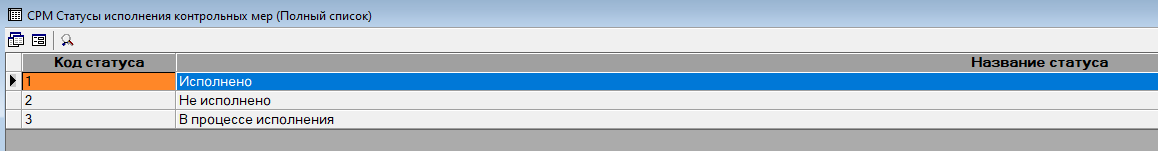 СРМ Статусы исполнения контрольных мер (Полный список)
Код статуса Название статуса
1 Исполнено
2 Не исполнено
3 В процессе исполнения